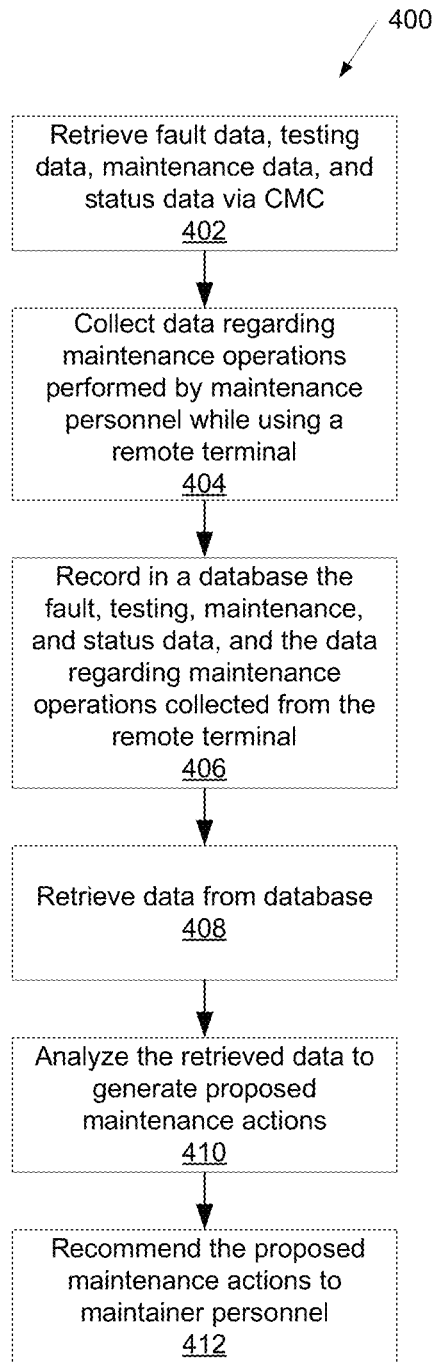 400
Retrieve fault data, testing
data, maintenance data, and
status data via CMC
402
Collect data regarding
maintenance operations
performed by maintenance
personnel while using a
remote terminal
404
Record in a database the
fault, testing, maintenance,
and status data, and the data
regarding maintenance
operations collected from the
remote terminal
406
Retrieve data from database
408
Analyze the retrieved data to
generate proposed
maintenance actions
410
Recommend the proposed
maintenance actions to
maintainer personnel
412